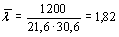 λ̅ = 1200 / (21,6 · 30,6) = 1,82